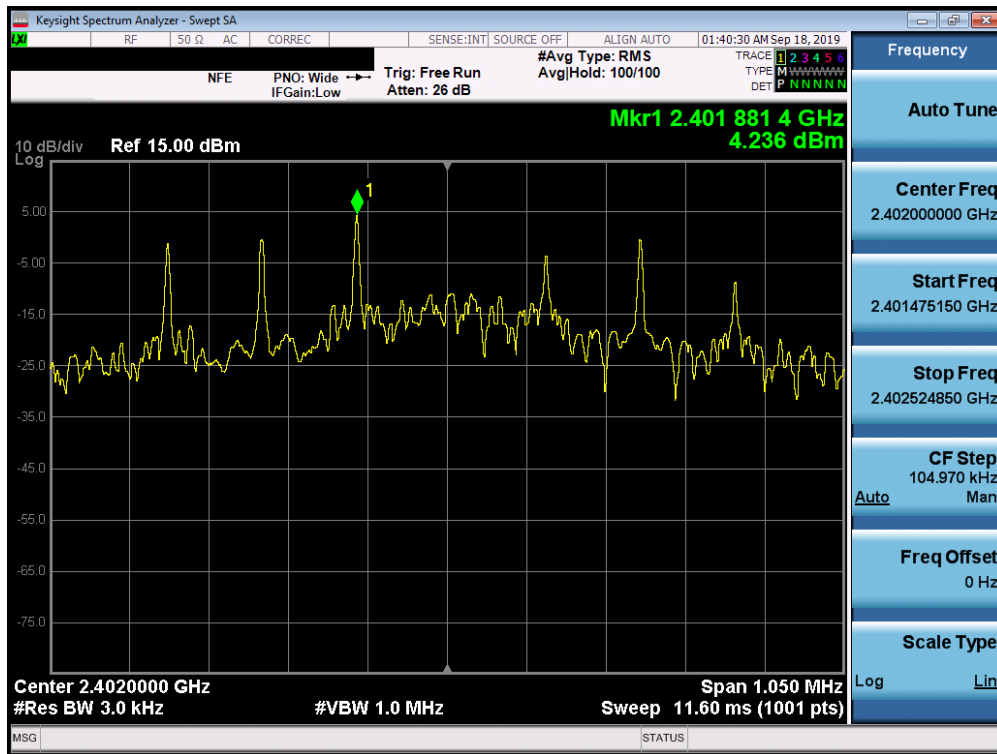 Keysight Spectrum Analyzer - Swept SA
LXI RF 50 Ω AC CORREC SENSE:INT SOURCE OFF ALIGN AUTO 01:40:30 AM Sep 18, 2019
NFE PNO: Wide Trig: Free Run #Avg Type: RMS TRACE 1 2 3 4 5 6
IFGain:Low Atten: 26 dB Avg|Hold: 100/100 TYPE M WWWWW
DET P N N N N N
Mkr1 2.401 881 4 GHz
4.236 dBm
10 dB/div Ref 15.00 dBm
Log
1
5.00
-5.00
-15.0
-25.0
-35.0
-45.0
-55.0
-65.0
-75.0
Center 2.4020000 GHz Span 1.050 MHz
#Res BW 3.0 kHz #VBW 1.0 MHz Sweep 11.60 ms (1001 pts)
MSG STATUS
Frequency
Auto Tune
Center Freq
2.402000000 GHz
Start Freq
2.401475150 GHz
Stop Freq
2.402524850 GHz
CF Step
104.970 kHz
Auto Man
Freq Offset
0 Hz
Scale Type
Log Lin